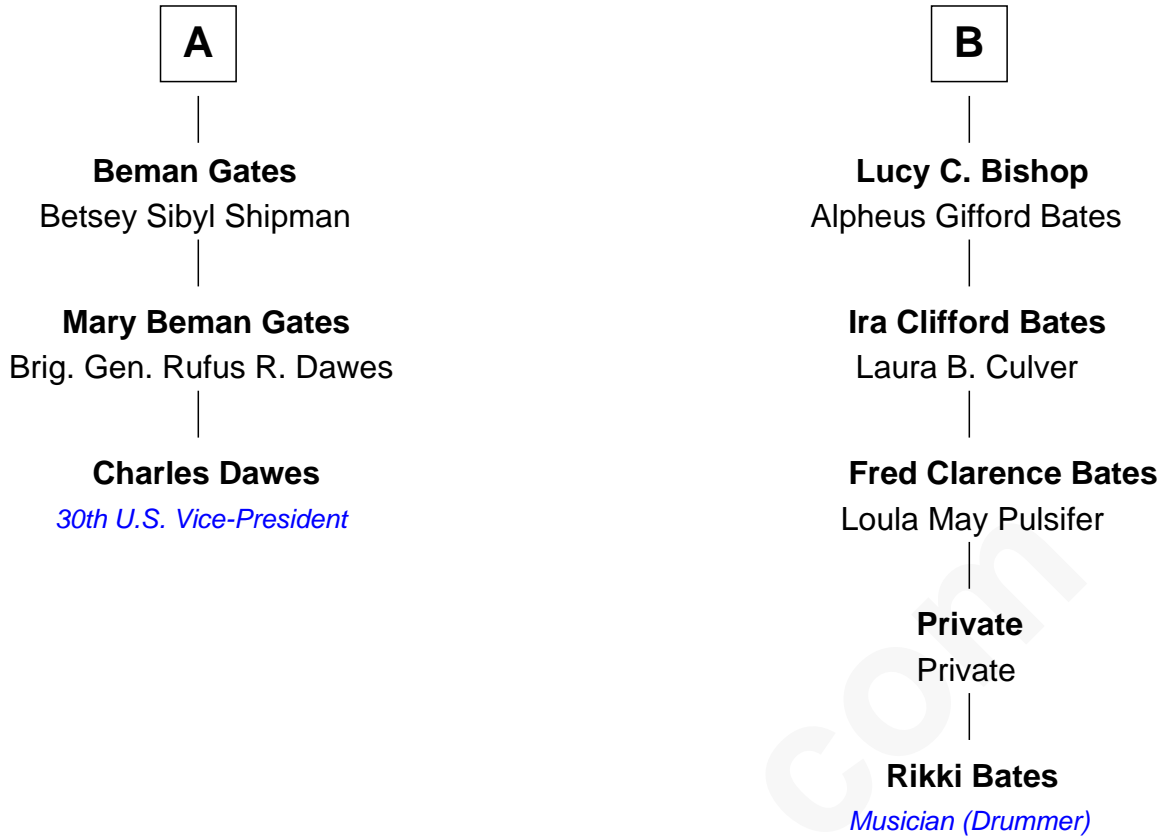 A
Beman Gates
Betsey Sibyl Shipman
Mary Beman Gates
Brig. Gen. Rufus R. Dawes
Charles Dawes
30th U.S. Vice-President
B
Lucy C. Bishop
Alpheus Gifford Bates
Ira Clifford Bates
Laura B. Culver
Fred Clarence Bates
Loula May Pulsifer
Private
Private
Rikki Bates
Musician (Drummer)
com